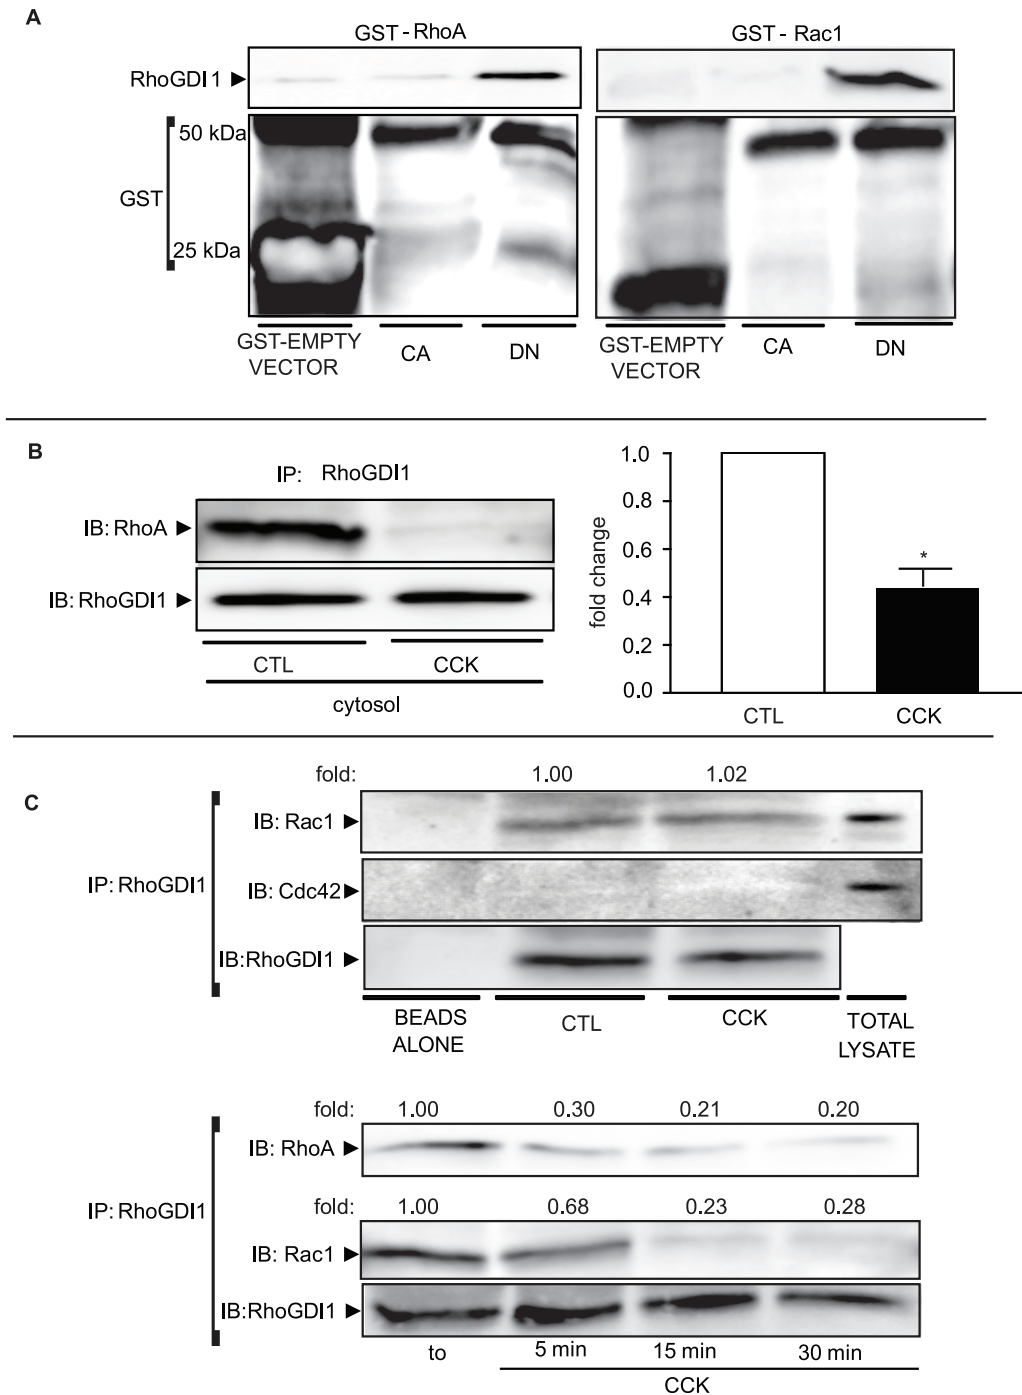 A
GST - RhoA
GST - Rac1
RhoGDI 1
50 kDa
GST
25 kDa
GST-EMPTY
VECTOR
CA
DN
GST-EMPTY
VECTOR
CA
DN
B
IP: RhoGDI1
IB: RhoA
IB: RhoGDI1
CTL
CCK
cytosol
fold change
1.0
0.8
0.6
0.4
0.2
0.0
*
CTL
CCK
C
fold: 1.00 1.02
IP: RhoGDI1
IB: Rac1
IB: Cdc42
IB:RhoGDI1
BEADS
ALONE
CTL
CCK
TOTAL
LYSATE
fold: 1.00 0.30 0.21 0.20
IB: RhoA
IP: RhoGDI1
fold: 1.00 0.68 0.23 0.28
IB: Rac1
IB:RhoGDI1
to 5 min 15 min 30 min
CCK